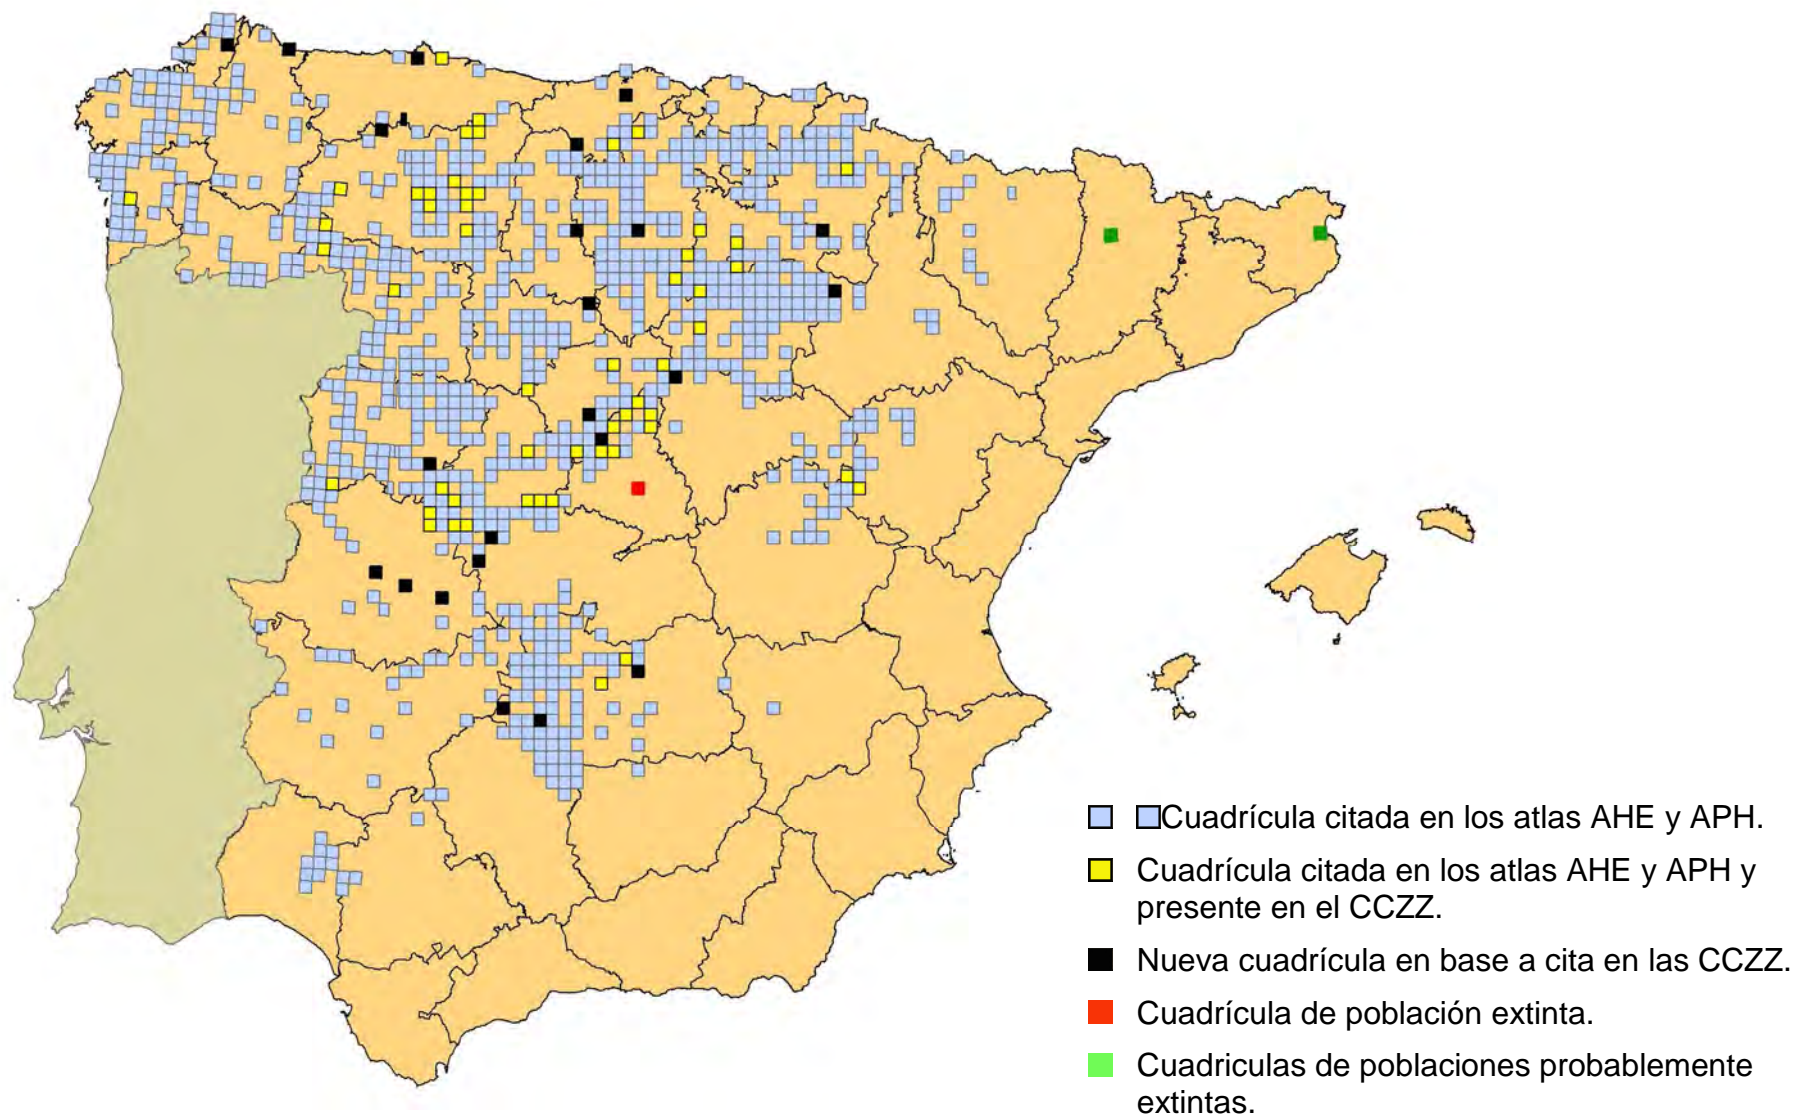 Cuadrícula citada en los atlas AHE y APH.
Cuadrícula citada en los atlas AHE y APH y
presente en el CCZZ.
Nueva cuadrícula en base a cita en las CCZZ.
Cuadrícula de población extinta.
Cuadriculas de poblaciones probablemente
extintas.